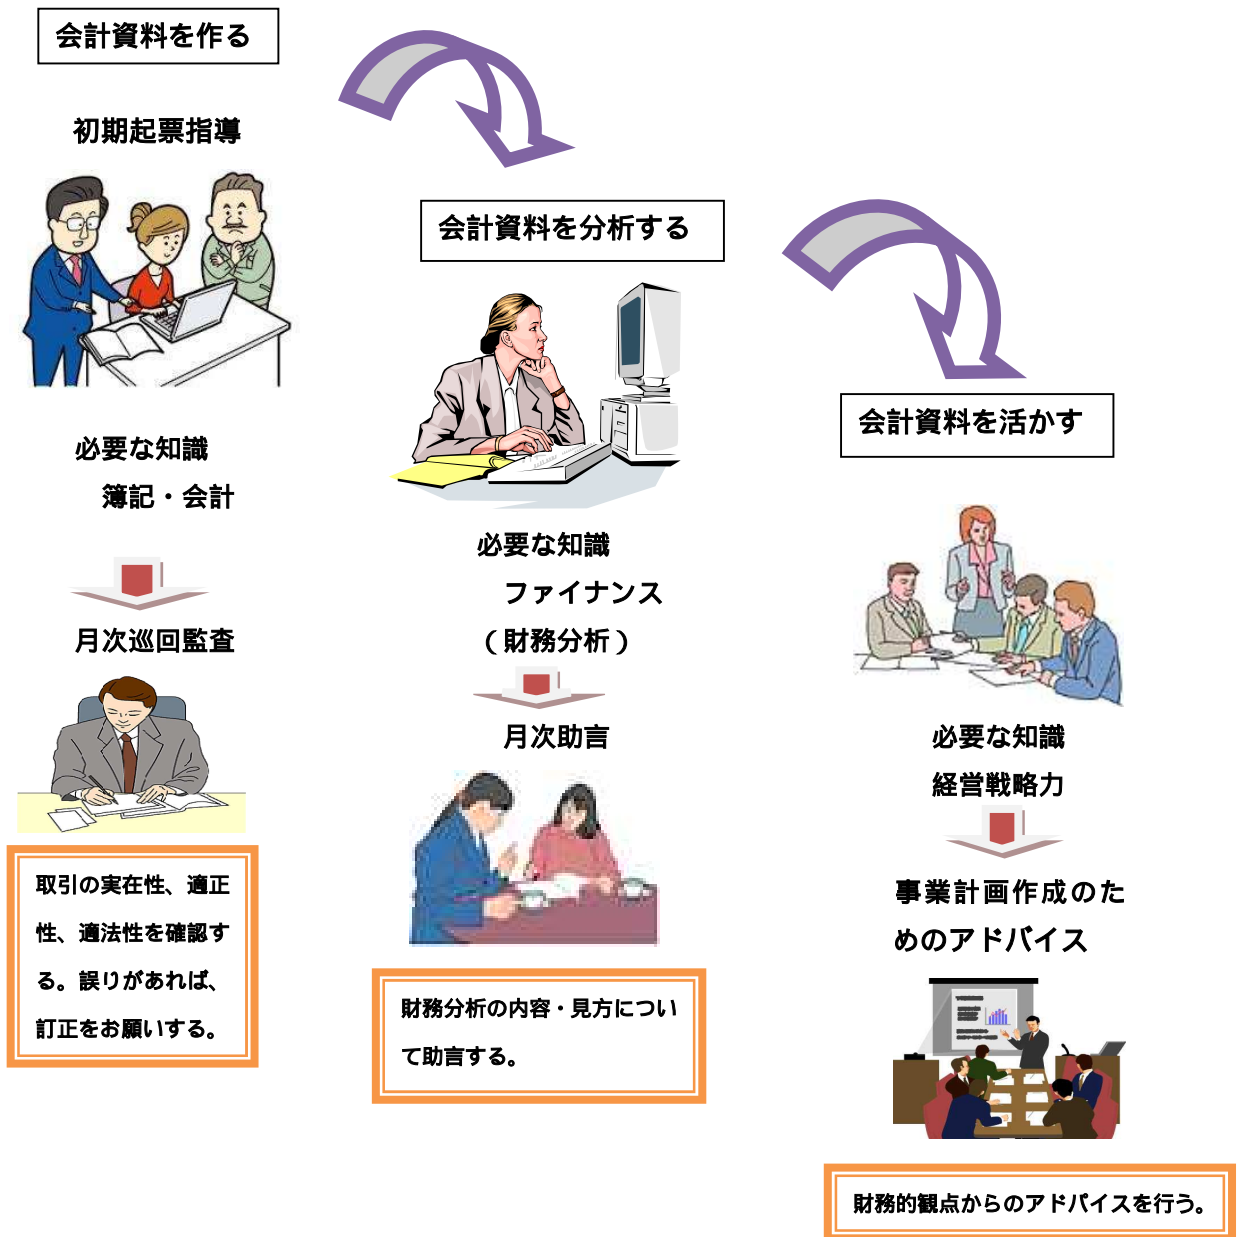 会計資料を作る
初期起票指導
必要な知識
簿記・会計
月次巡回監査
取引の実在性、適正
性、適法性を確認す
る。誤りがあれば、
訂正をお願いする。
会計資料を分析する
必要な知識
ファイナンス
（財務分析）
月次助言
財務分析の内容・見方につい
て助言する。
会計資料を活かす
必要な知識
経営戦略力
事業計画作成のた
めのアドバイス
財務的観点からのアドバイスを行う。